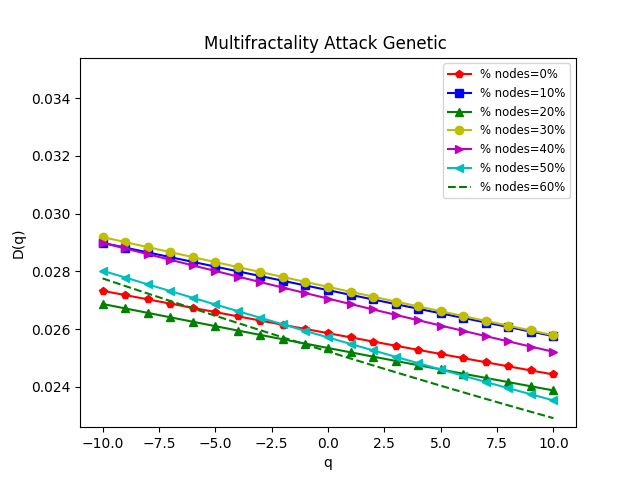 Multifractality Attack Genetic
% nodes=0%
% nodes=10%
% nodes=20%
% nodes=30%
% nodes=40%
% nodes=50%
% nodes=60%
D(q)
0.034
0.032
0.030
0.028
0.026
0.024
−10.0 −7.5 −5.0 −2.5 0.0 2.5 5.0 7.5 10.0
q